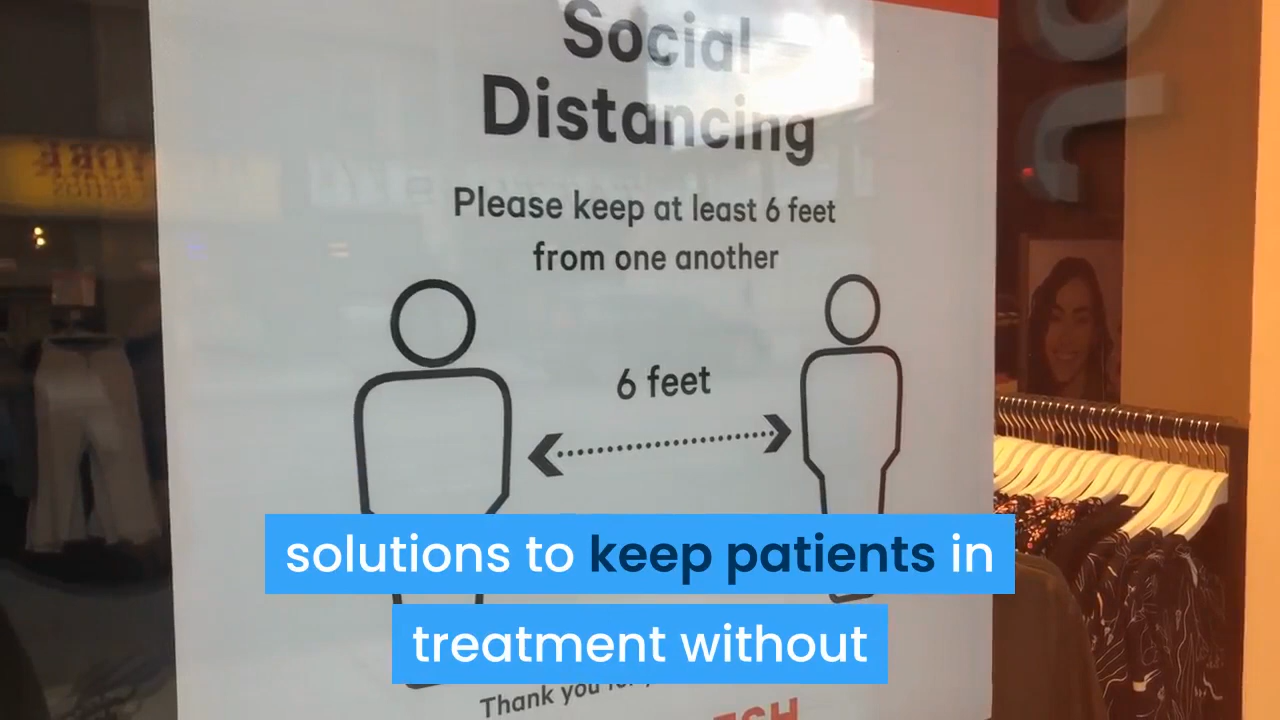 Social
Distancing
Please keep at least 6 feet
from one another
6 feet
solutions to keep patients in
treatment without
Thank you for